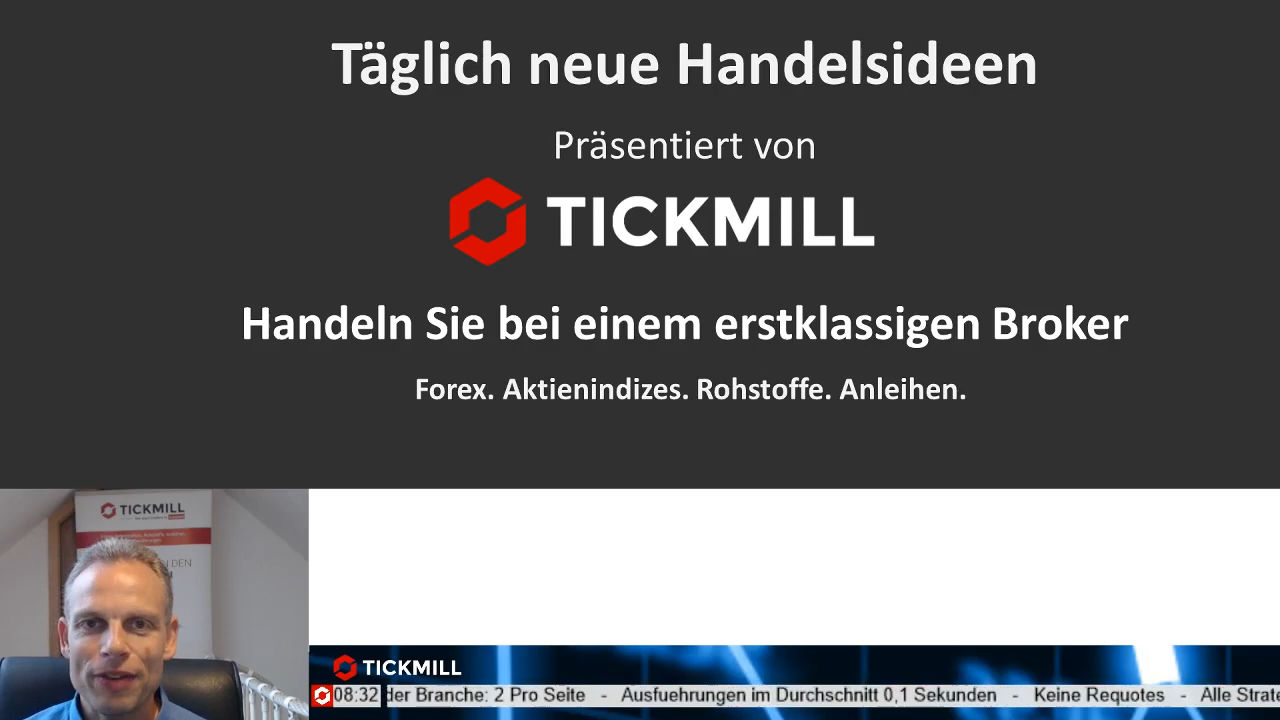 Täglich neue Handelsideen
Präsentiert von
TICKMILL
Handeln Sie bei einem erstklassigen Broker
Forex. Aktienindizes. Rohstoffe. Anleihen.
TICKMILL
DEN
TICKMILL
08:32 der Branche: 2 Pro Seite - Ausfuehrungen im Durchschnitt 0,1 Sekunden - Keine Requotes - Alle Strate